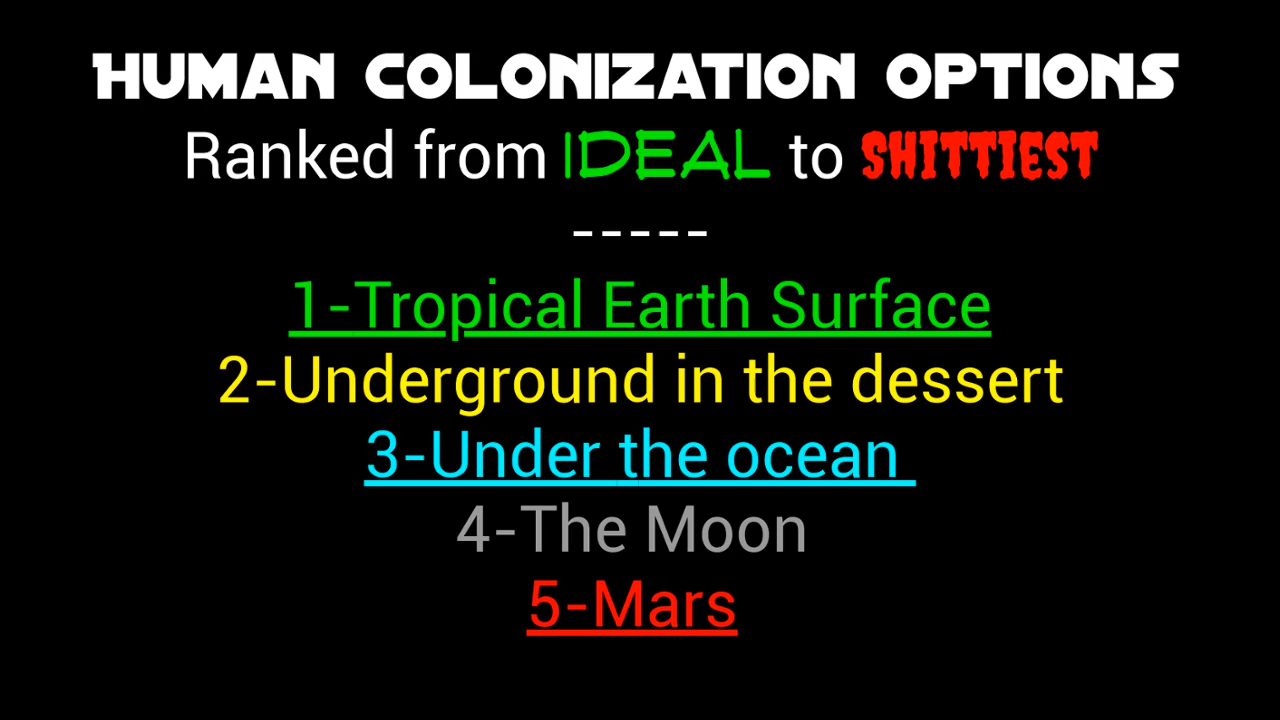 HUMAN COLONIZATION OPTIONS
Ranked from IDEAL to SHITTIEST
-----
1-Tropical Earth Surface
2-Underground in the dessert
3-Under the ocean
4-The Moon
5-Mars